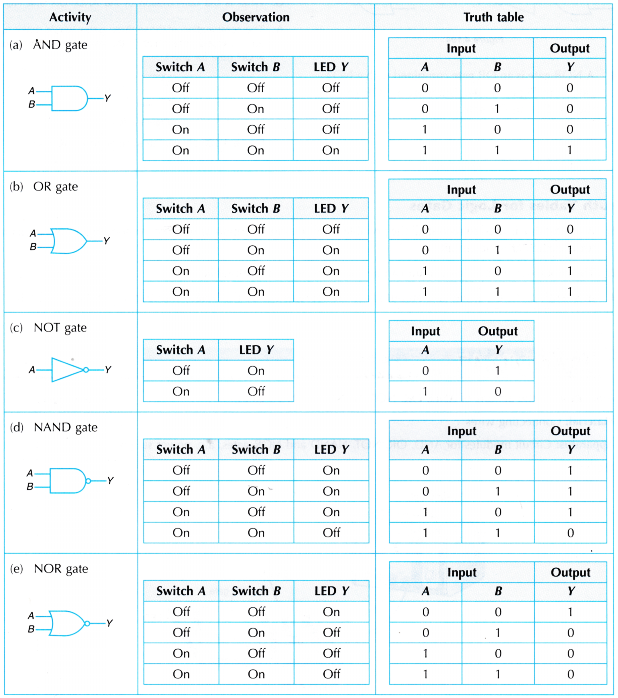 Activity Observation Truth table
(a) AND gate
A
B
Y
Switch A Switch B LED Y
Off Off Off
Off On Off
On Off Off
On On On
Input Output
A B Y
0 0 0
0 1 0
1 0 0
1 1 1
(b) OR gate
A
B
Y
Switch A Switch B LED Y
Off Off Off
Off On On
On Off On
On On On
Input Output
A B Y
0 0 0
0 1 1
1 0 1
1 1 1
(c) NOT gate
A
Y
Switch A LED Y
Off On
On Off
Input Output
A Y
0 1
1 0
(d) NAND gate
A
B
Y
Switch A Switch B LED Y
Off Off On
Off On On
On Off On
On On Off
Input Output
A B Y
0 0 1
0 1 1
1 0 1
1 1 0
(e) NOR gate
A
B
Y
Switch A Switch B LED Y
Off Off On
Off On Off
On Off Off
On On Off
Input Output
A B Y
0 0 1
0 1 0
1 0 0
1 1 0